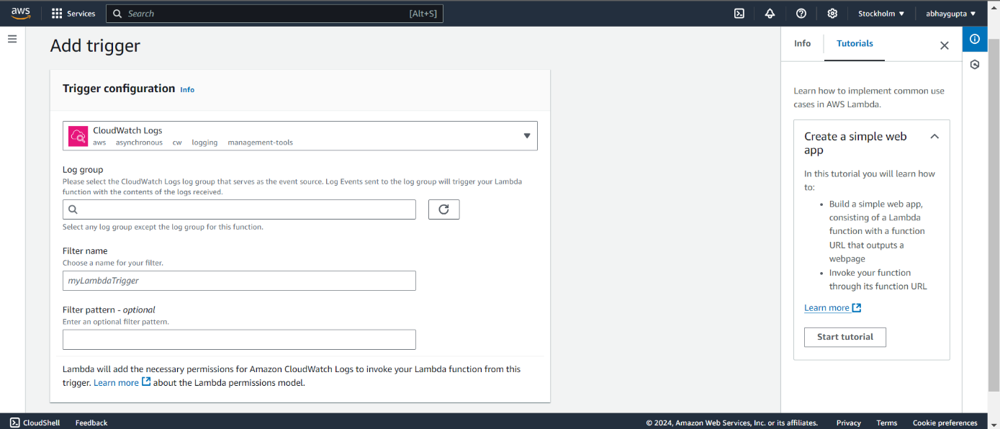 aws
Services
Search
[Alt+S]
Stockholm
abhaygupta
Add trigger
Trigger configuration Info
CloudWatch Logs
aws asynchronous cw logging management-tools
Log group
Please select the CloudWatch Logs log group that serves as the event source. Log Events sent to the log group will trigger your Lambda
function with the contents of the logs received.
Select any log group except the log group for this function.
Filter name
Choose a name for your filter.
myLambdaTrigger
Filter pattern - optional
Enter an optional filter pattern.
Lambda will add the necessary permissions for Amazon CloudWatch Logs to invoke your Lambda function from this
trigger. Learn more about the Lambda permissions model.
Info
Tutorials
Learn how to implement common use
cases in AWS Lambda.
Create a simple web
app
In this tutorial you will learn how
to:
• Build a simple web app,
consisting of a Lambda
function with a function
URL that outputs a
webpage
• Invoke your function
through its function URL
Learn more
Start tutorial
CloudShell
Feedback
© 2024, Amazon Web Services, Inc. or its affiliates.
Privacy
Terms
Cookie preferences